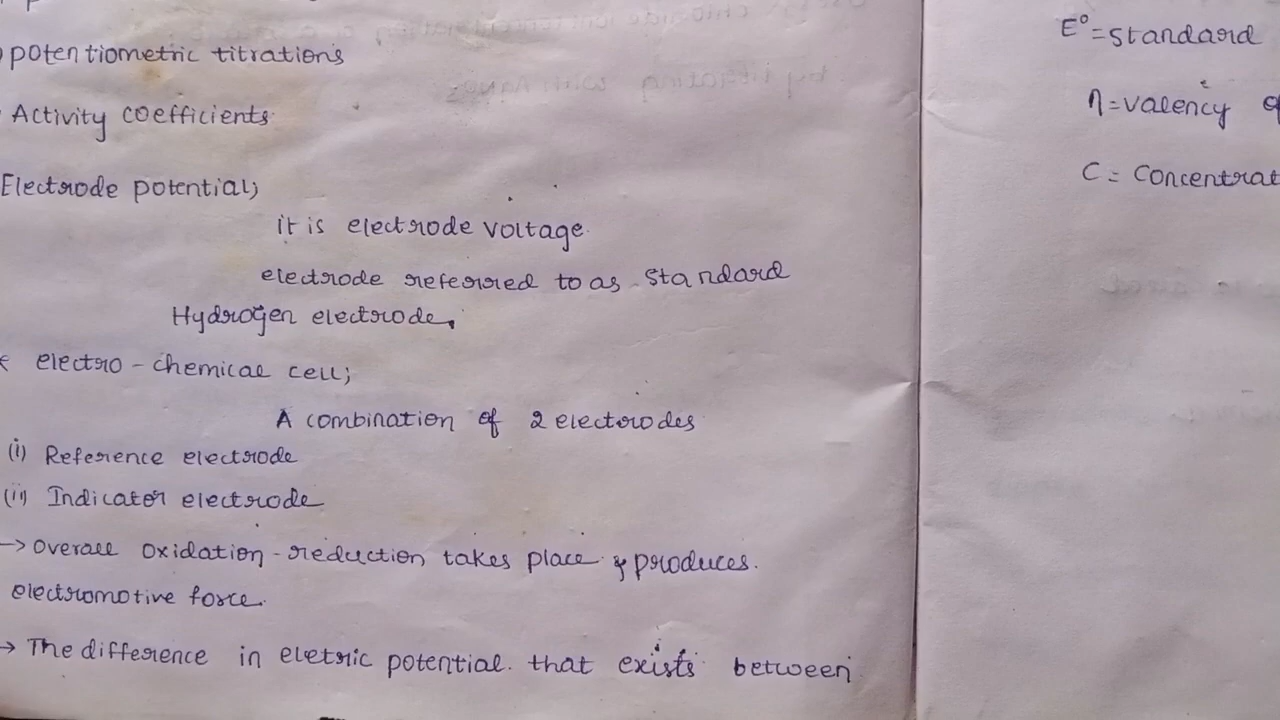 potentiometric titrations
Activity coefficients
Electrode potential;
it is electrode voltage.
electrode referred to as standard
Hydrogen electrode.
electro - chemical cell;
A combination of 2 electrodes
(i) Reference electrode
(ii) Indicator electrode
→ Overall oxidation - reduction takes place & produces.
electromotive force.
→ The difference in eletric potential. that exists between
E° = standard
η = valency of
C = Concentrat